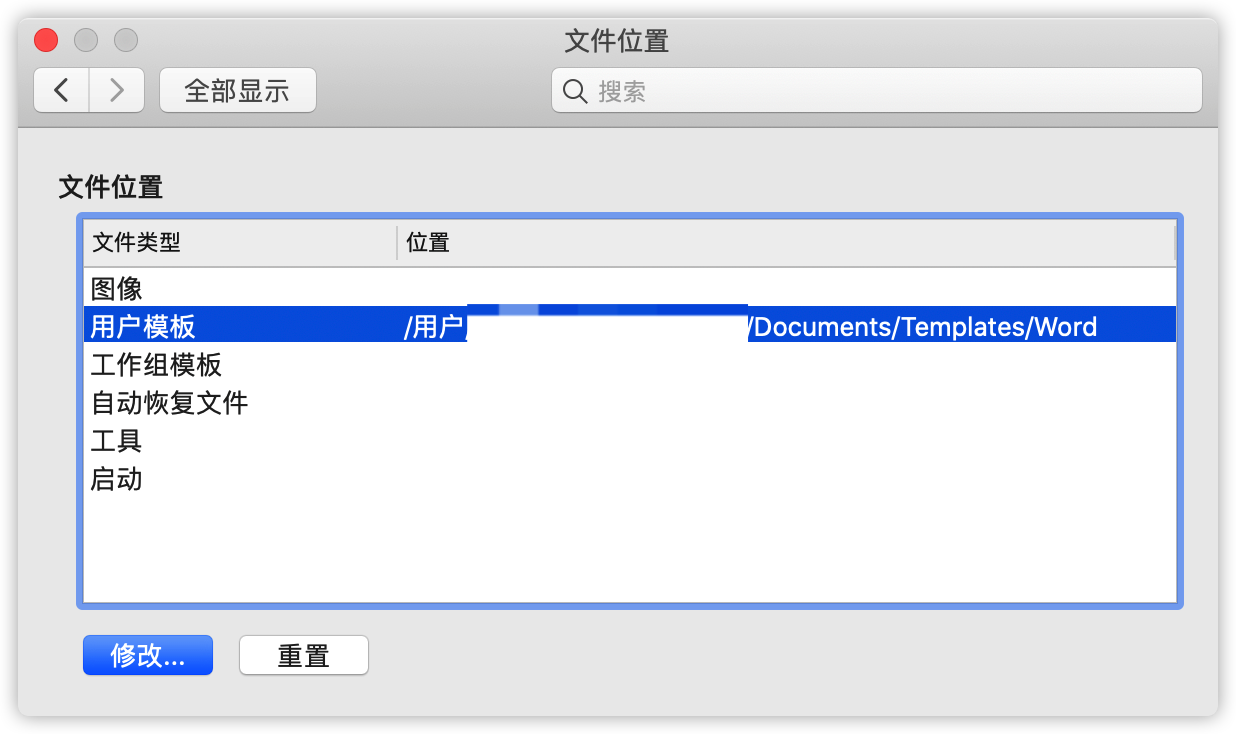 文件位置
全部显示
搜索
文件位置
文件类型 位置
图像
用户模板 /用户/ /Documents/Templates/Word
工作组模板
自动恢复文件
工具
启动
修改... 重置